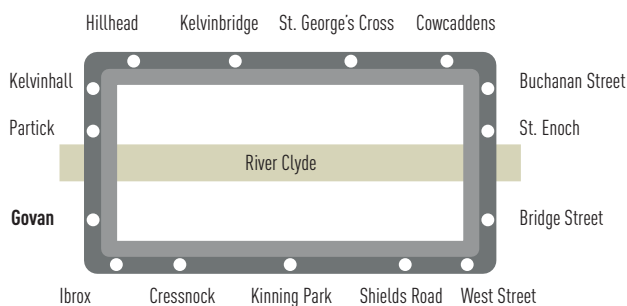 Hillhead Kelvinbridge St. George's Cross Cowcaddens
Kelvinhall Buchanan Street
Partick St. Enoch
River Clyde
Govan Bridge Street
Ibrox Cessnock Kinning Park Shields Road West Street